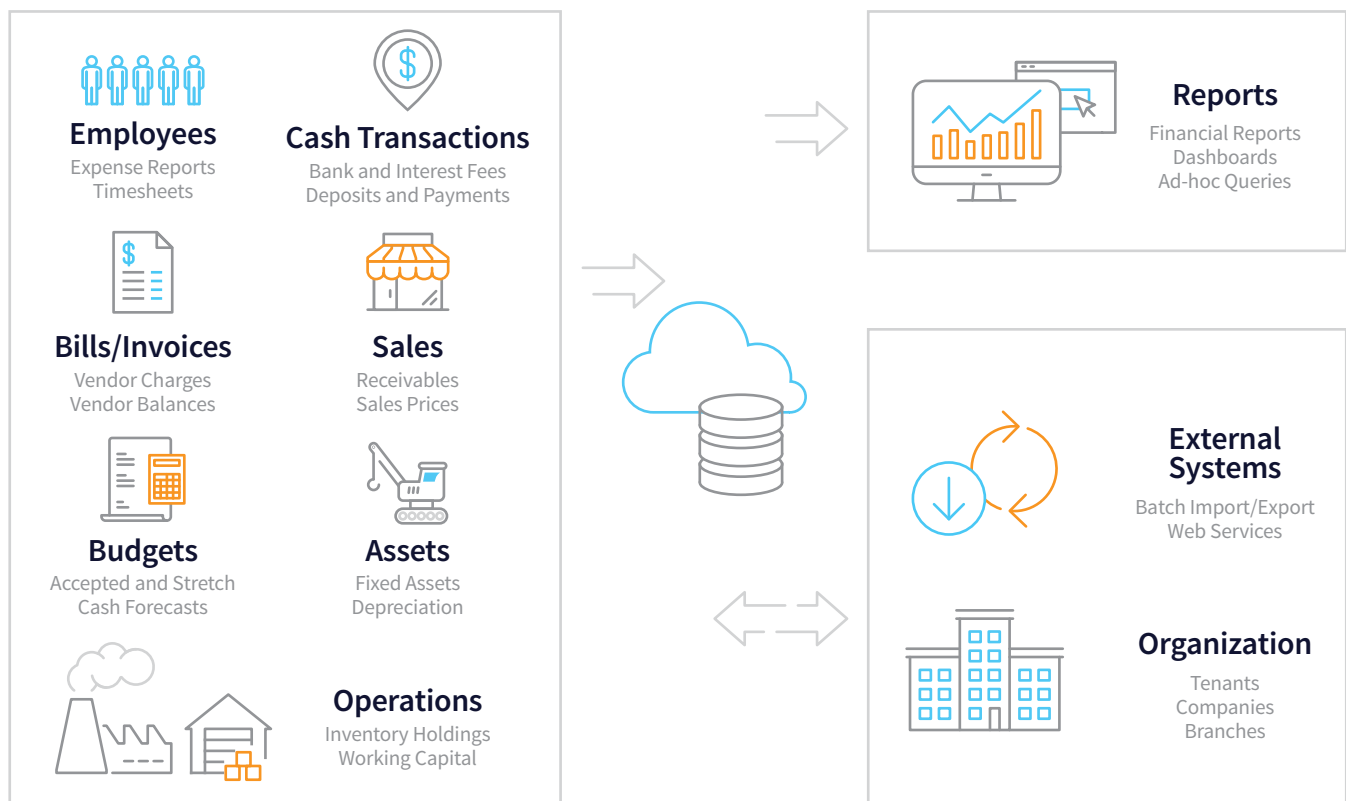 Employees
Expense Reports
Timesheets
Cash Transactions
Bank and Interest Fees
Deposits and Payments
Bills/Invoices
Vendor Charges
Vendor Balances
Sales
Receivables
Sales Prices
Budgets
Accepted and Stretch
Cash Forecasts
Assets
Fixed Assets
Depreciation
Operations
Inventory Holdings
Working Capital
Reports
Financial Reports
Dashboards
Ad-hoc Queries
External
Systems
Batch Import/Export
Web Services
Organization
Tenants
Companies
Branches
$
$